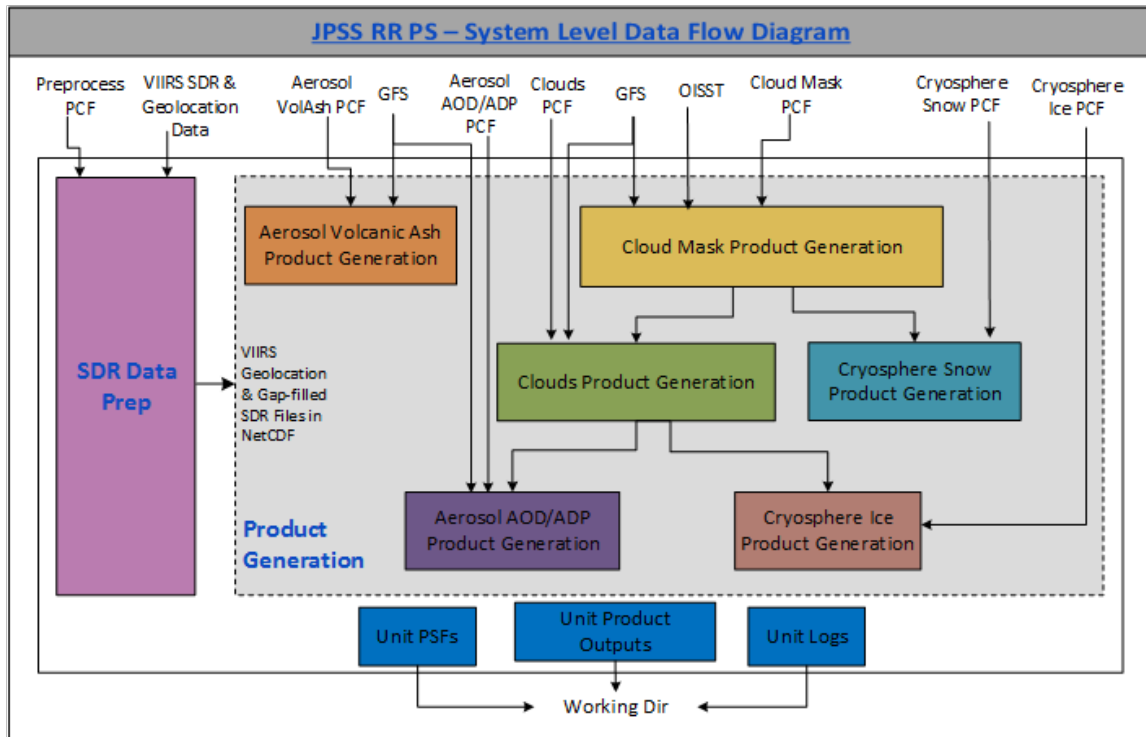 JPSS RR PS – System Level Data Flow Diagram
Preprocess
PCF
VIIRS SDR &
Geolocation
Data
Aerosol
VolAsh PCF
GFS
Aerosol
AOD/ADP
PCF
Clouds
PCF
GFS
OISST
Cloud Mask
PCF
Cryosphere
Snow PCF
Cryosphere
Ice PCF
SDR Data
Prep
Aerosol Volcanic Ash
Product Generation
Cloud Mask Product Generation
VIIRS
Geolocation
& Gap-filled
SDR Files in
NetCDF
Clouds Product Generation
Cryosphere Snow
Product Generation
Product
Generation
Aerosol AOD/ADP
Product Generation
Cryosphere Ice
Product Generation
Unit PSFs
Unit Product
Outputs
Unit Logs
Working Dir